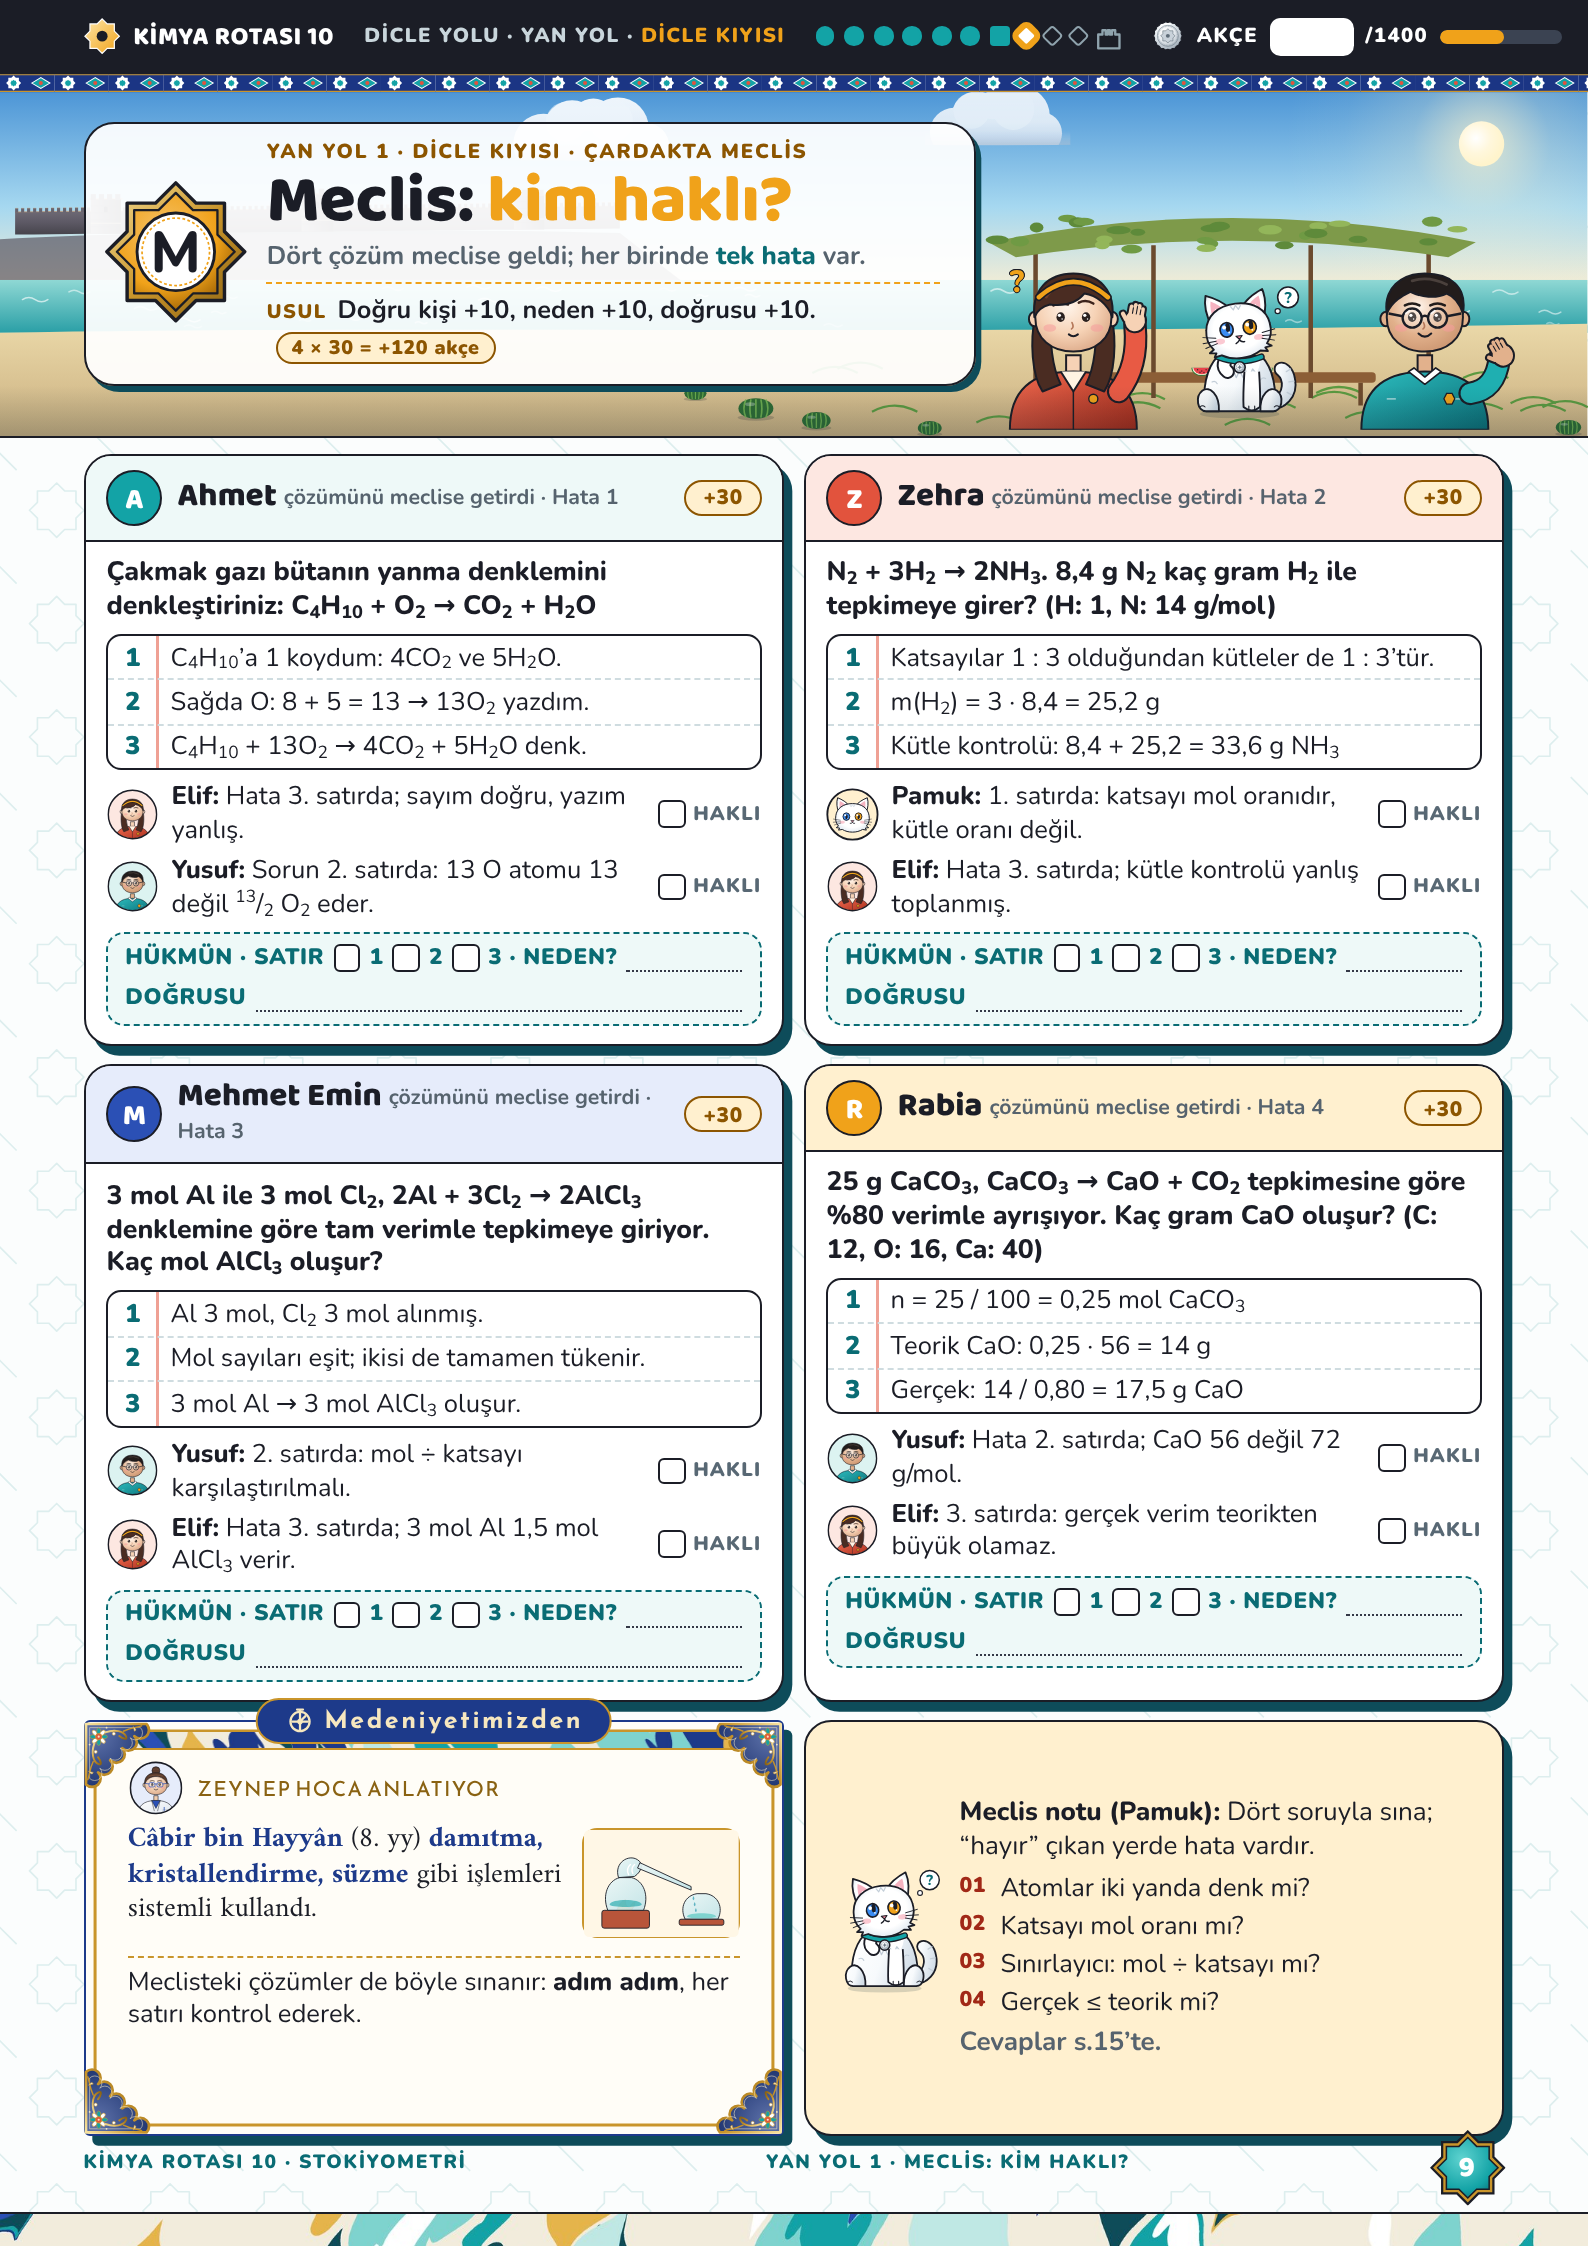 KİMYA ROTASI 10 DİCLE YOLU · YAN YOL · DİCLE KIYISI AKÇE /1400
YAN YOL 1 · DİCLE KIYISI · ÇARDAKTA MECLİS
Meclis: kim haklı?
M
Dört çözüm meclise geldi; her birinde tek hata var.
USUL Doğru kişi +10, neden +10, doğrusu +10.
4 × 30 = +120 akçe
?
?
A Ahmet çözümünü meclise getirdi · Hata 1 +30
Çakmak gazı bütanın yanma denklemini
denkleştiriniz: C₄H₁₀ + O₂ → CO₂ + H₂O
1 C₄H₁₀’a 1 koydum: 4CO₂ ve 5H₂O.
2 Sağda O: 8 + 5 = 13 → 13O₂ yazdım.
3 C₄H₁₀ + 13O₂ → 4CO₂ + 5H₂O denk.
Elif: Hata 3. satırda; sayım doğru, yazım
yanlış.
HAKLI
Yusuf: Sorun 2. satırda: 13 O atomu 13
değil ¹³/₂ O₂ eder.
HAKLI
HÜKMÜN · SATIR 1 2 3 · NEDEN?
DOĞRUSU
Z Zehra çözümünü meclise getirdi · Hata 2 +30
N₂ + 3H₂ → 2NH₃. 8,4 g N₂ kaç gram H₂ ile
tepkimeye girer? (H: 1, N: 14 g/mol)
1 Katsayılar 1 : 3 olduğundan kütleler de 1 : 3’tür.
2 m(H₂) = 3 · 8,4 = 25,2 g
3 Kütle kontrolü: 8,4 + 25,2 = 33,6 g NH₃
Pamuk: 1. satırda: katsayı mol oranıdır,
kütle oranı değil.
HAKLI
Elif: Hata 3. satırda; kütle kontrolü yanlış
toplanmış.
HAKLI
HÜKMÜN · SATIR 1 2 3 · NEDEN?
DOĞRUSU
M Mehmet Emin çözümünü meclise getirdi ·
Hata 3
+30
3 mol Al ile 3 mol Cl₂, 2Al + 3Cl₂ → 2AlCl₃
denklemine göre tam verimle tepkimeye giriyor.
Kaç mol AlCl₃ oluşur?
1 Al 3 mol, Cl₂ 3 mol alınmış.
2 Mol sayıları eşit; ikisi de tamamen tükenir.
3 3 mol Al → 3 mol AlCl₃ oluşur.
Yusuf: 2. satırda: mol ÷ katsayı
karşılaştırılmalı.
HAKLI
Elif: Hata 3. satırda; 3 mol Al 1,5 mol
AlCl₃ verir.
HAKLI
HÜKMÜN · SATIR 1 2 3 · NEDEN?
DOĞRUSU
R Rabia çözümünü meclise getirdi · Hata 4 +30
25 g CaCO₃, CaCO₃ → CaO + CO₂ tepkimesine göre
%80 verimle ayrışıyor. Kaç gram CaO oluşur? (C:
12, O: 16, Ca: 40)
1 n = 25 / 100 = 0,25 mol CaCO₃
2 Teorik CaO: 0,25 · 56 = 14 g
3 Gerçek: 14 / 0,80 = 17,5 g CaO
Yusuf: Hata 2. satırda; CaO 56 değil 72
g/mol.
HAKLI
Elif: 3. satırda: gerçek verim teorikten
büyük olamaz.
HAKLI
HÜKMÜN · SATIR 1 2 3 · NEDEN?
DOĞRUSU
Medeniyetimizden
ZEYNEP HOCA ANLATIYOR
Câbir bin Hayyân (8. yy) damıtma,
kristallendirme, süzme gibi işlemleri
sistemli kullandı.
Meclisteki çözümler de böyle sınanır: adım adım, her
satırı kontrol ederek.
?
Meclis notu (Pamuk): Dört soruyla sına;
“hayır” çıkan yerde hata vardır.
01 Atomlar iki yanda denk mi?
02 Katsayı mol oranı mı?
03 Sınırlayıcı: mol ÷ katsayı mı?
04 Gerçek ≤ teorik mi?
Cevaplar s.15’te.
KİMYA ROTASI 10 · STOKİYOMETRİ YAN YOL 1 · MECLİS: KİM HAKLI? 9